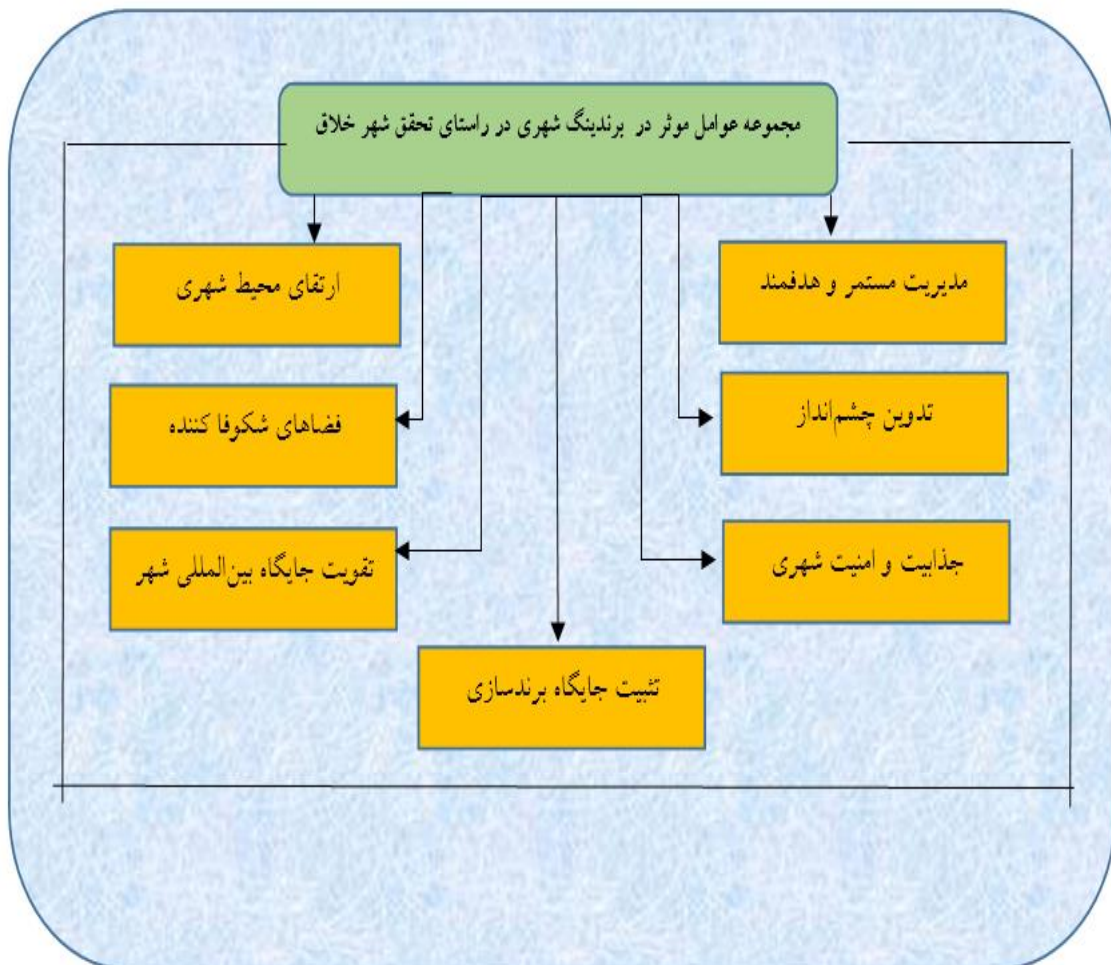 مجموعه عوامل موثر در برندینگ شهری در راستای تحقق شهر خلاق
مدیریت مستمر و هدفمند
ارتقای محیط شهری
تدوین چشم‌انداز
فضاهای شکوفا کننده
جذابیت و امنیت شهری
تقویت جایگاه بین‌المللی شهر
تثبیت جایگاه برندسازی